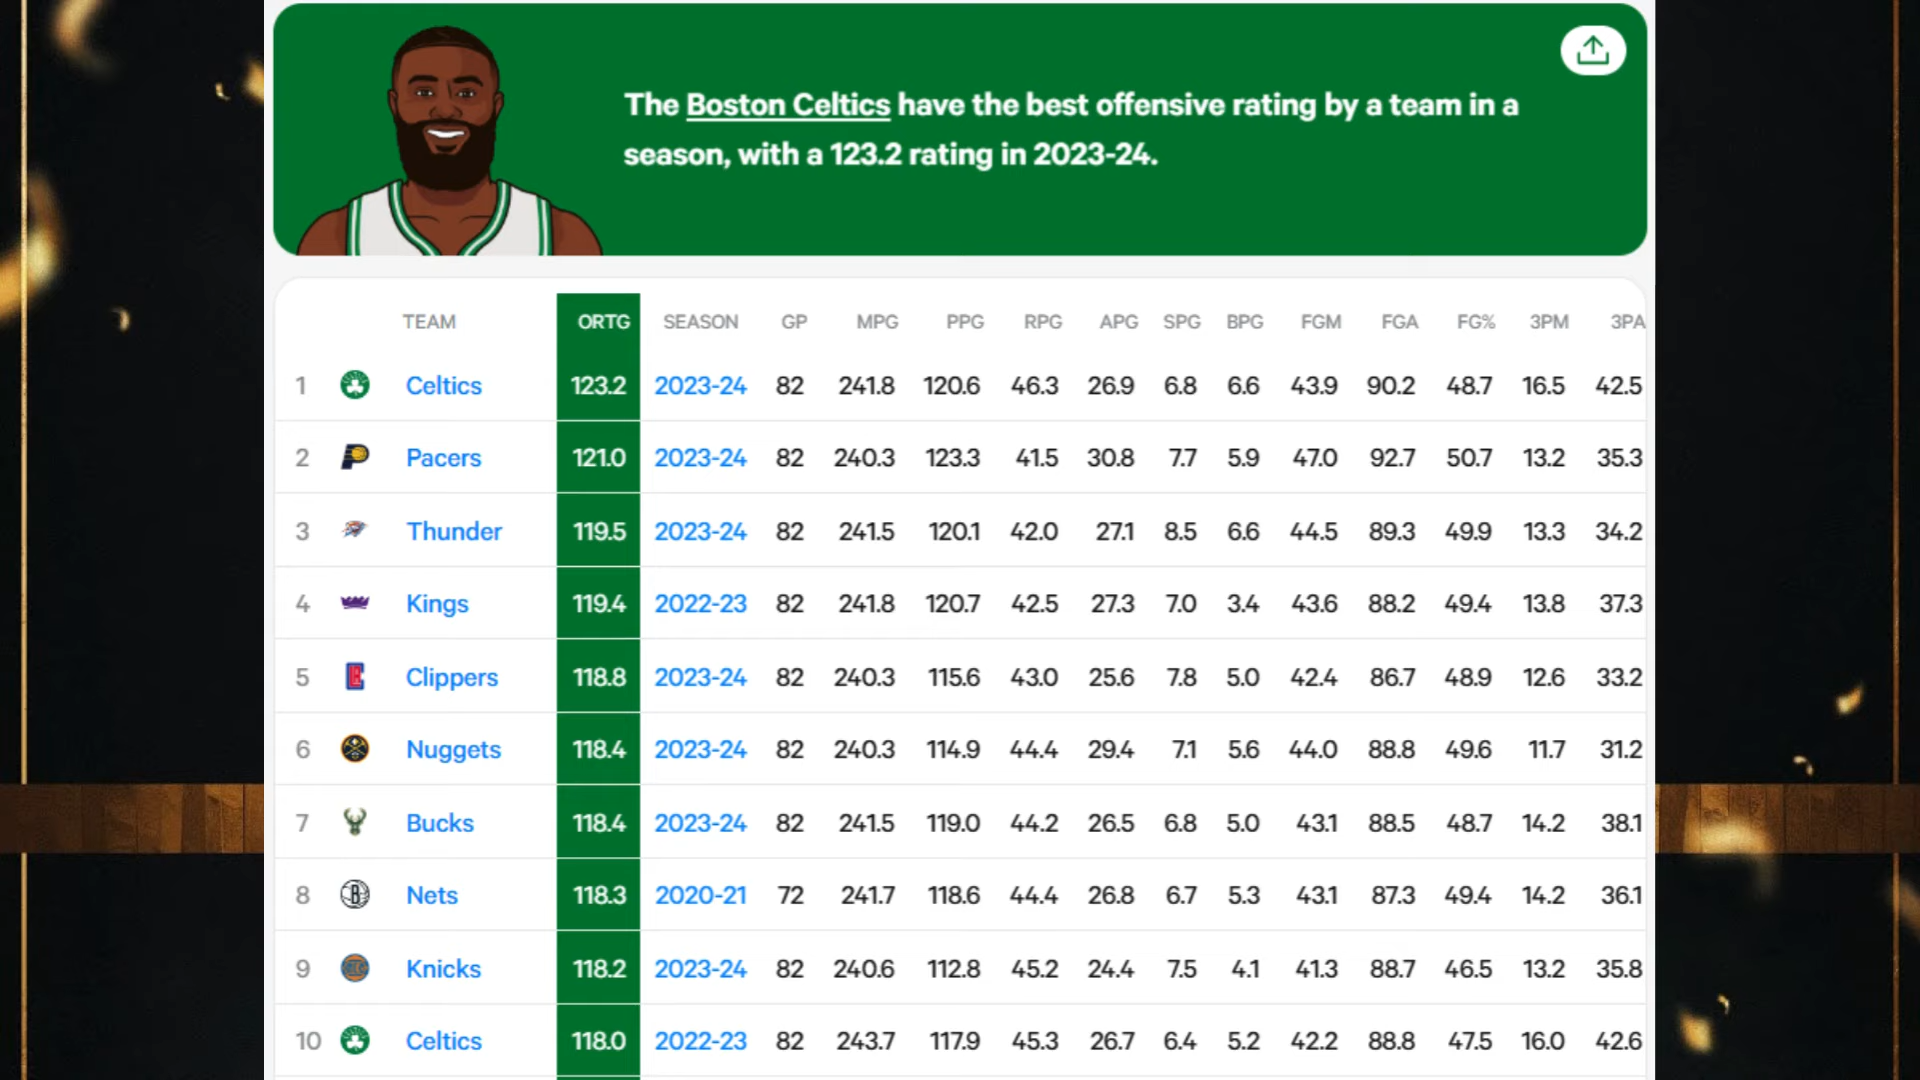 The Boston Celtics have the best offensive rating by a team in a
season, with a 123.2 rating in 2023-24.
TEAM ORTG SEASON GP MPG PPG RPG APG SPG BPG FGM FGA FG% 3PM 3PA
1 Celtics 123.2 2023-24 82 241.8 120.6 46.3 26.9 6.8 6.6 43.9 90.2 48.7 16.5 42.5
2 Pacers 121.0 2023-24 82 240.3 123.3 41.5 30.8 7.7 5.9 47.0 92.7 50.7 13.2 35.3
3 Thunder 119.5 2023-24 82 241.5 120.1 42.0 27.1 8.5 6.6 44.5 89.3 49.9 13.3 34.2
4 Kings 119.4 2022-23 82 241.8 120.7 42.5 27.3 7.0 3.4 43.6 88.2 49.4 13.8 37.3
5 Clippers 118.8 2023-24 82 240.3 115.6 43.0 25.6 7.8 5.0 42.4 86.7 48.9 12.6 33.2
6 Nuggets 118.4 2023-24 82 240.3 114.9 44.4 29.4 7.1 5.6 44.0 88.8 49.6 11.7 31.2
7 Bucks 118.4 2023-24 82 241.5 119.0 44.2 26.5 6.8 5.0 43.1 88.5 48.7 14.2 38.1
8 Nets 118.3 2020-21 72 241.7 118.6 44.4 26.8 6.7 5.3 43.1 87.3 49.4 14.2 36.1
9 Knicks 118.2 2023-24 82 240.6 112.8 45.2 24.4 7.5 4.1 41.3 88.7 46.5 13.2 35.8
10 Celtics 118.0 2022-23 82 243.7 117.9 45.3 26.7 6.4 5.2 42.2 88.8 47.5 16.0 42.6